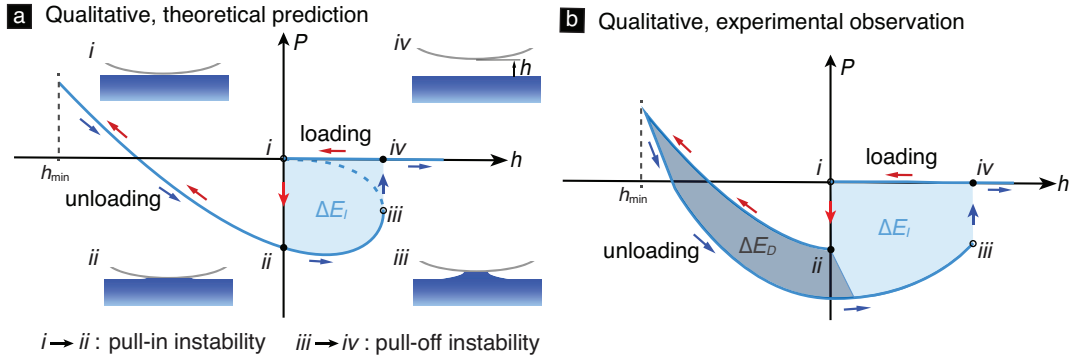 a Qualitative, theoretical prediction
b Qualitative, experimental observation
i
P
iv
h
i
loading
iv
h
h_min
unloading
ΔE_I
iii
ii
ii
iii
i → ii : pull-in instability
iii → iv : pull-off instability
P
i
loading
iv
h
h_min
unloading
ΔE_D
ii
ΔE_I
iii